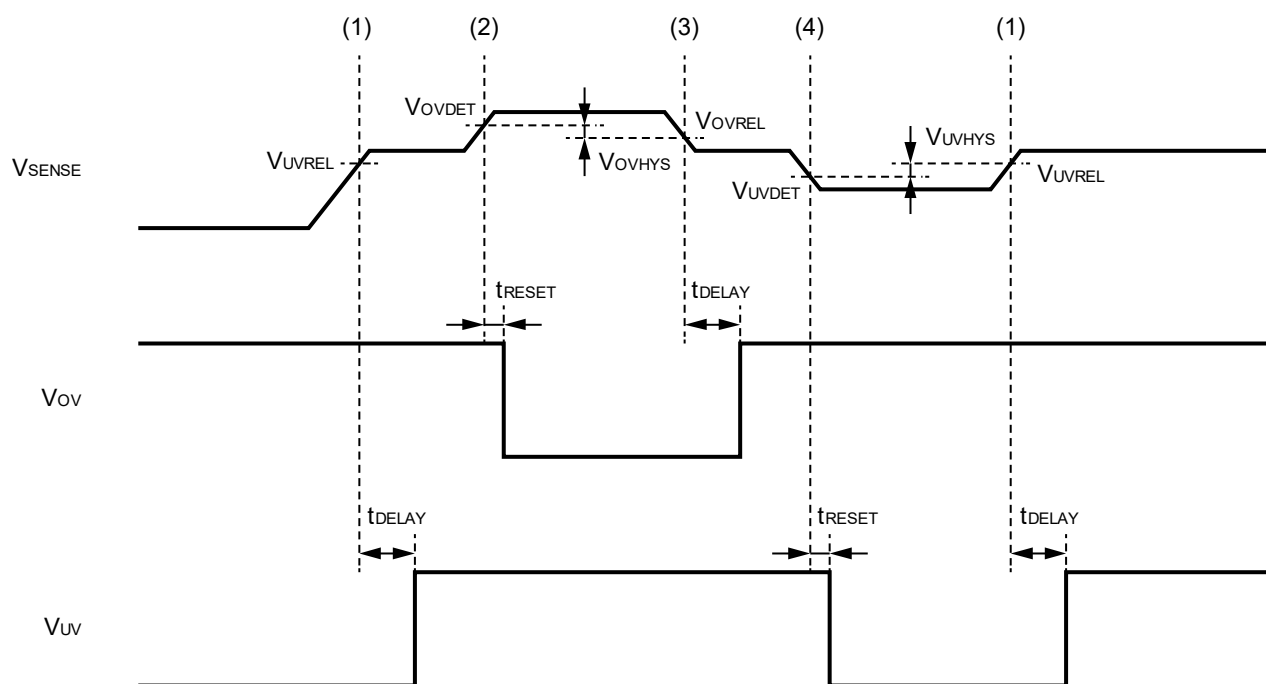 (1) (2) (3) (4) (1)
VOVDET VOVREL VUVHYS
VSENSE VUVREL VOVHYS VUVDET VUVREL
tRESET tDELAY
VOV
tDELAY tRESET tDELAY
VUV